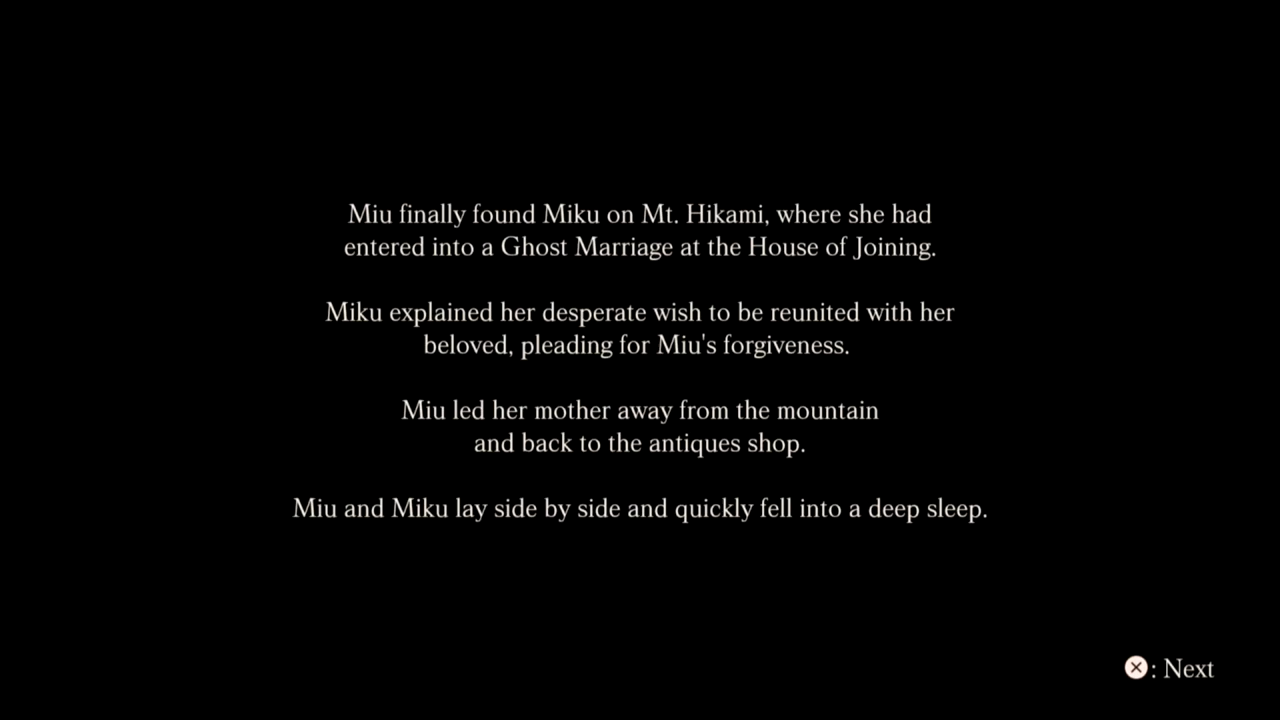 Miu finally found Miku on Mt. Hikami, where she had
entered into a Ghost Marriage at the House of Joining.
Miku explained her desperate wish to be reunited with her
beloved, pleading for Miu's forgiveness.
Miu led her mother away from the mountain
and back to the antiques shop.
Miu and Miku lay side by side and quickly fell into a deep sleep.
ⓧ: Next